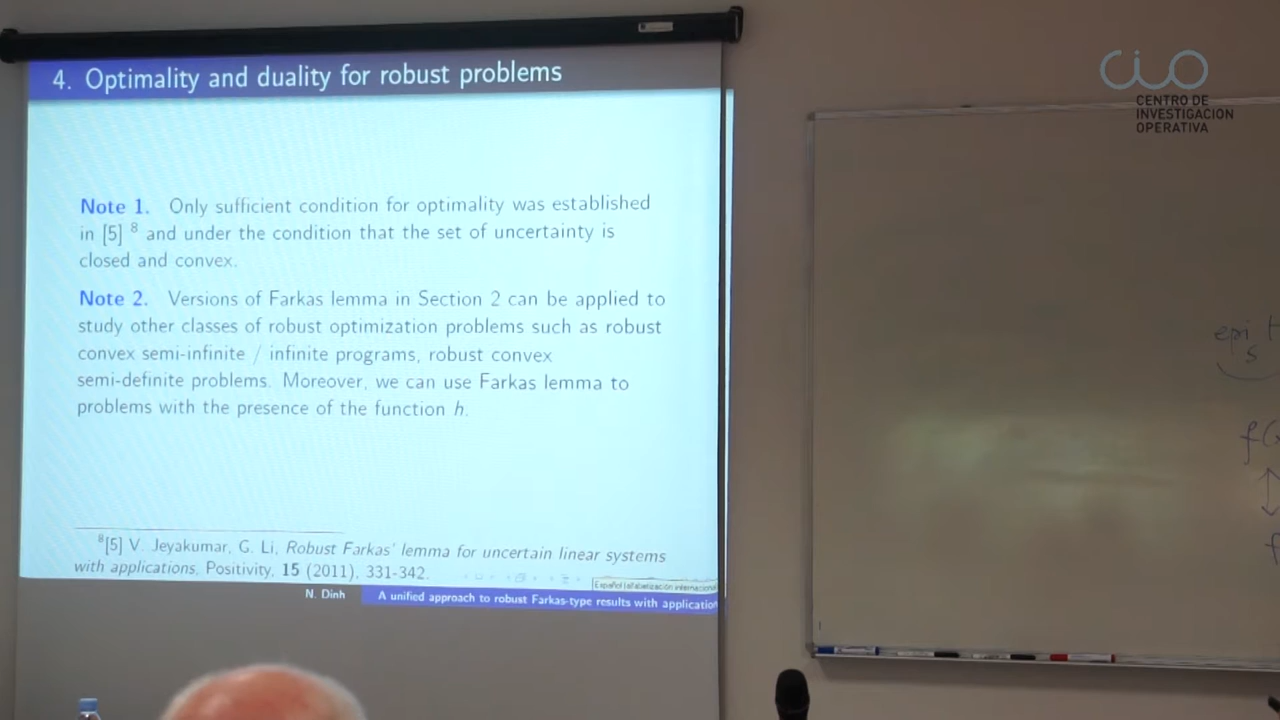 4. Optimality and duality for robust problems
CENTRO DE
INVESTIGACION
OPERATIVA
Note 1. Only sufficient condition for optimality was established
in [5] 8 and under the condition that the set of uncertainty is
closed and convex.
Note 2. Versions of Farkas lemma in Section 2 can be applied to
study other classes of robust optimization problems such as robust
convex semi-infinite / infinite programs, robust convex
semi-definite problems. Moreover, we can use Farkas lemma to
problems with the presence of the function h.
epi
s
8[5] V. Jeyakumar, G. Li, Robust Farkas' lemma for uncertain linear systems
with applications, Positivity, 15 (2011), 331-342.
Español (alfabetización internacional
N. Dinh
A unified approach to robust Farkas-type results with application